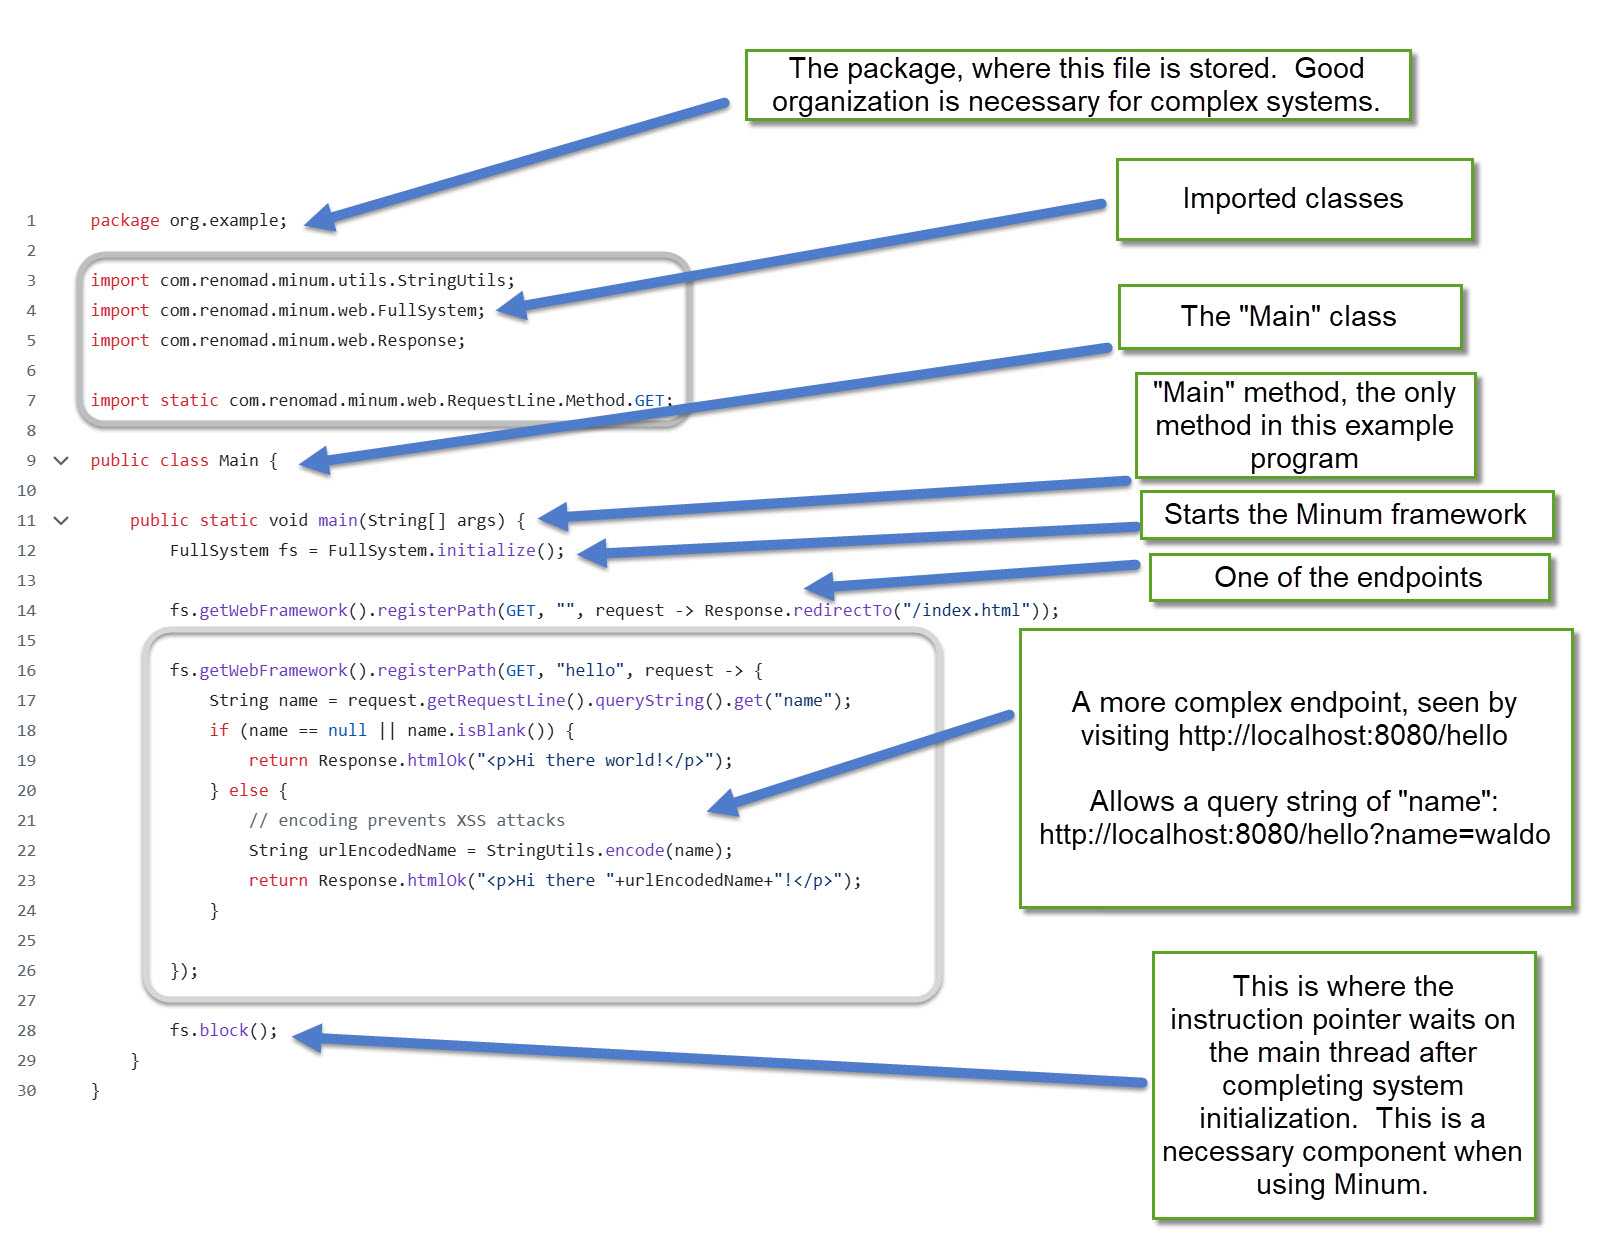 The package, where this file is stored.  Good
organization is necessary for complex systems.
Imported classes
The "Main" class
"Main" method, the only
method in this example
program
Starts the Minum framework
One of the endpoints
A more complex endpoint, seen by
visiting http://localhost:8080/hello
Allows a query string of "name":
http://localhost:8080/hello?name=waldo
This is where the
instruction pointer waits on
the main thread after
completing system
initialization.  This is a
necessary component when
using Minum.
1 package org.example;
2
3 import com.renomad.minum.utils.StringUtils;
4 import com.renomad.minum.web.FullSystem;
5 import com.renomad.minum.web.Response;
6
7 import static com.renomad.minum.web.RequestLine.Method.GET;
8
9 public class Main {
10
11     public static void main(String[] args) {
12         FullSystem fs = FullSystem.initialize();
13
14         fs.getWebFramework().registerPath(GET, "", request -> Response.redirectTo("/index.html"));
15
16         fs.getWebFramework().registerPath(GET, "hello", request -> {
17             String name = request.getRequestLine().queryString().get("name");
18             if (name == null || name.isBlank()) {
19                 return Response.htmlOk("<p>Hi there world!</p>");
20             } else {
21                 // encoding prevents XSS attacks
22                 String urlEncodedName = StringUtils.encode(name);
23                 return Response.htmlOk("<p>Hi there "+urlEncodedName+"!</p>");
24             }
25
26         });
27
28         fs.block();
29     }
30 }